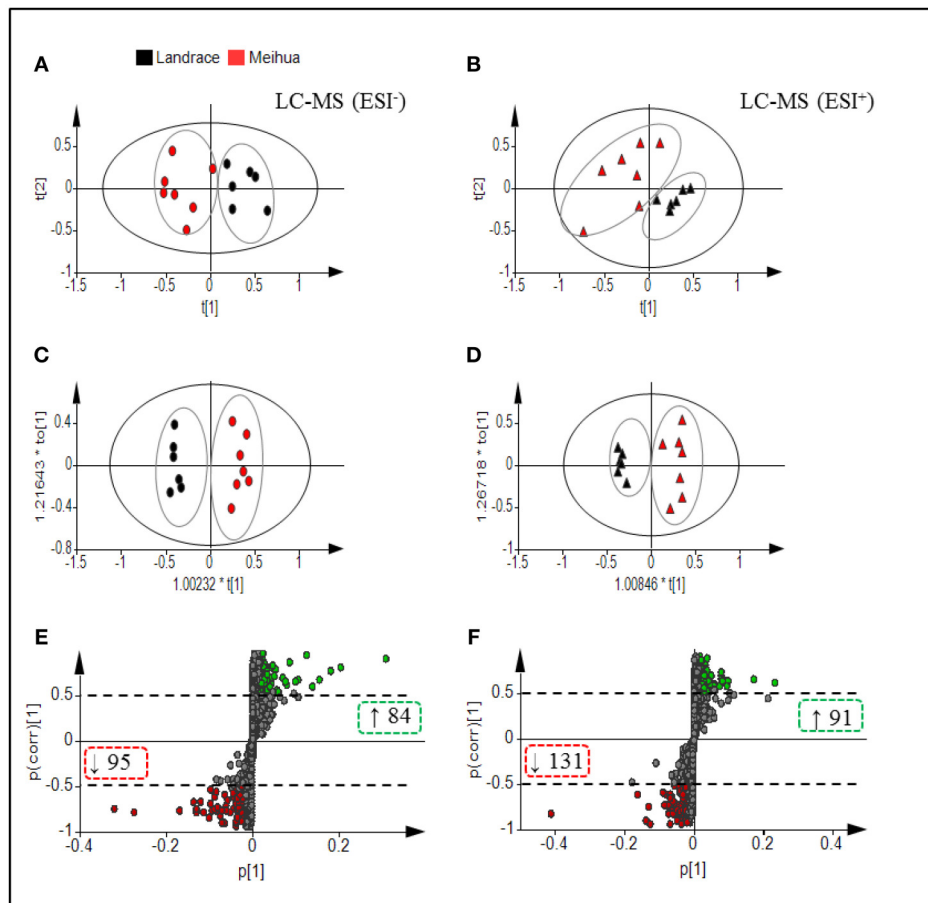 A
Landrace
Meihua
B
LC-MS (ESI-)
LC-MS (ESI+)
t[2]
0.5
0
-0.5
-1
-1.5
-1
-0.5
0
0.5
1
1.5
t[1]
t[2]
0.5
0
-0.5
-1
-1.5
-1
-0.5
0
0.5
1
1.5
t[1]
C
D
1.21643 * to[1]
0.4
0
-0.4
-0.8
-1.5
-1
-0.5
0
0.5
1
1.5
1.00232 * t[1]
1.26718 * to[1]
0.5
0
-0.5
-1
-1.5
-1
-0.5
0
0.5
1
1.5
1.00846 * t[1]
E
F
p(corr)[1]
0.5
0
-0.5
-1
↑ 84
↓ 95
-0.4
-0.2
0
0.2
p[1]
p(corr)[1]
0.5
0
-0.5
-1
↑ 91
↓ 131
-0.4
-0.2
0
0.2
0.4
p[1]